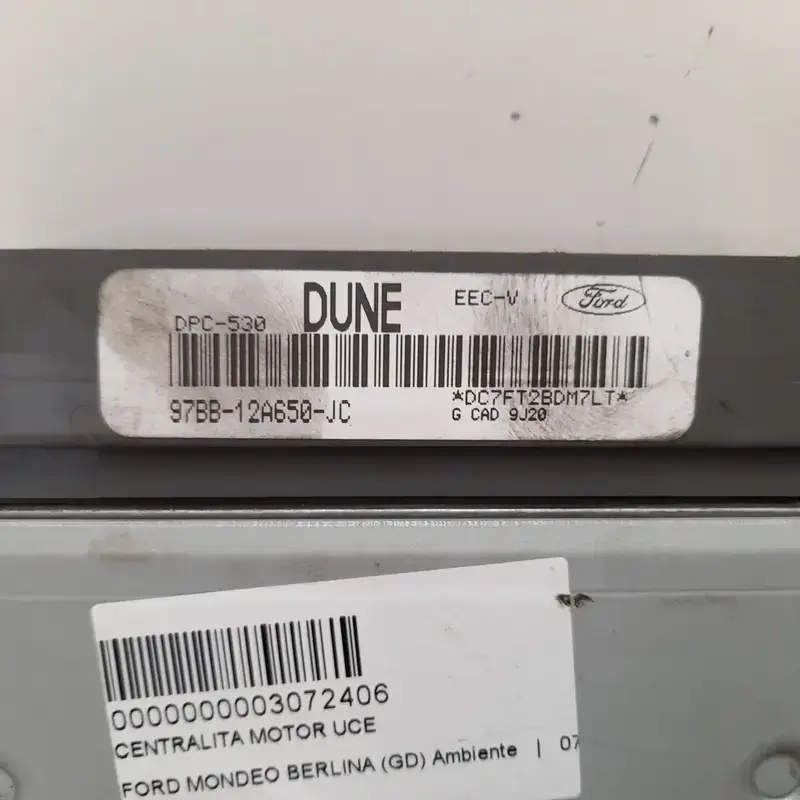 DPC-530 DUNE EEC-V Ford
97BB-12A650-JC *DC7FT2BDM7LT*
G CAD 9J20
0000000003072406
CENTRALITA MOTOR UCE
FORD MONDEO BERLINA (GD) Ambiente | 07